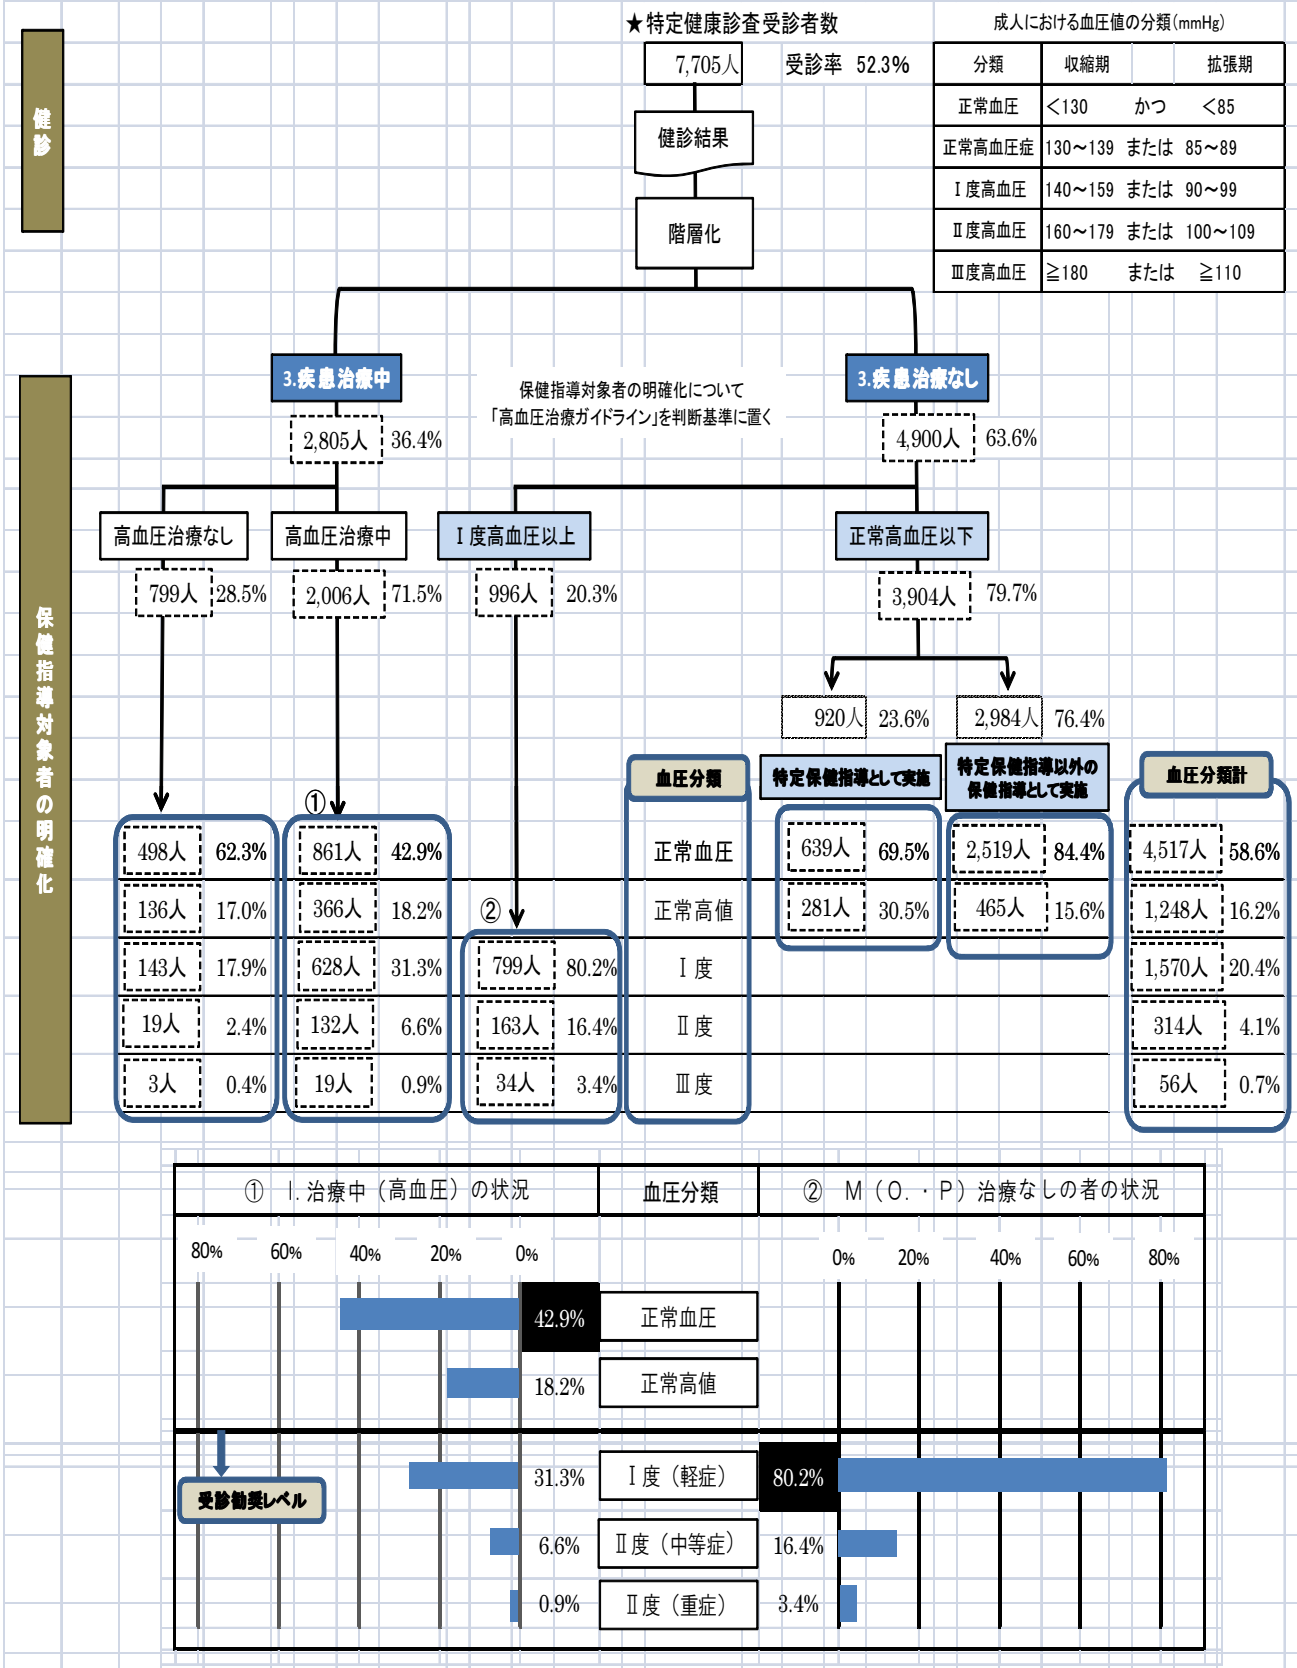 ★特定健康診査受診者数
7,705人 受診率 52.3%
成人における血圧値の分類(mmHg)
分類 収縮期 拡張期
正常血圧 <130 かつ <85
正常高血圧症 130～139 または 85～89
Ⅰ度高血圧 140～159 または 90～99
Ⅱ度高血圧 160～179 または 100～109
Ⅲ度高血圧 ≧180 または ≧110
健診
健診結果
階層化
保健指導対象者の明確化
3.疾患治療中
2,805人 36.4%
保健指導対象者の明確化について
「高血圧治療ガイドライン」を判断基準に置く
3.疾患治療なし
4,900人 63.6%
高血圧治療なし 高血圧治療中 Ⅰ度高血圧以上 正常高血圧以下
799人 28.5% 2,006人 71.5% 996人 20.3% 3,904人 79.7%
920人 23.6% 2,984人 76.4%
血圧分類 特定保健指導として実施 特定保健指導以外の
保健指導として実施
血圧分類計
①
498人 62.3% 861人 42.9% 正常血圧 639人 69.5% 2,519人 84.4% 4,517人 58.6%
136人 17.0% 366人 18.2% ② 正常高値 281人 30.5% 465人 15.6% 1,248人 16.2%
143人 17.9% 628人 31.3% 799人 80.2% Ⅰ度 1,570人 20.4%
19人 2.4% 132人 6.6% 163人 16.4% Ⅱ度 314人 4.1%
3人 0.4% 19人 0.9% 34人 3.4% Ⅲ度 56人 0.7%
① Ⅰ.治療中（高血圧）の状況 血圧分類 ② M（O.・P）治療なしの者の状況
80% 60% 40% 20% 0% 0% 20% 40% 60% 80%
42.9% 正常血圧
18.2% 正常高値
31.3% Ⅰ度（軽症） 80.2%
受診勧奨レベル
6.6% Ⅱ度（中等症） 16.4%
0.9% Ⅱ度（重症） 3.4%